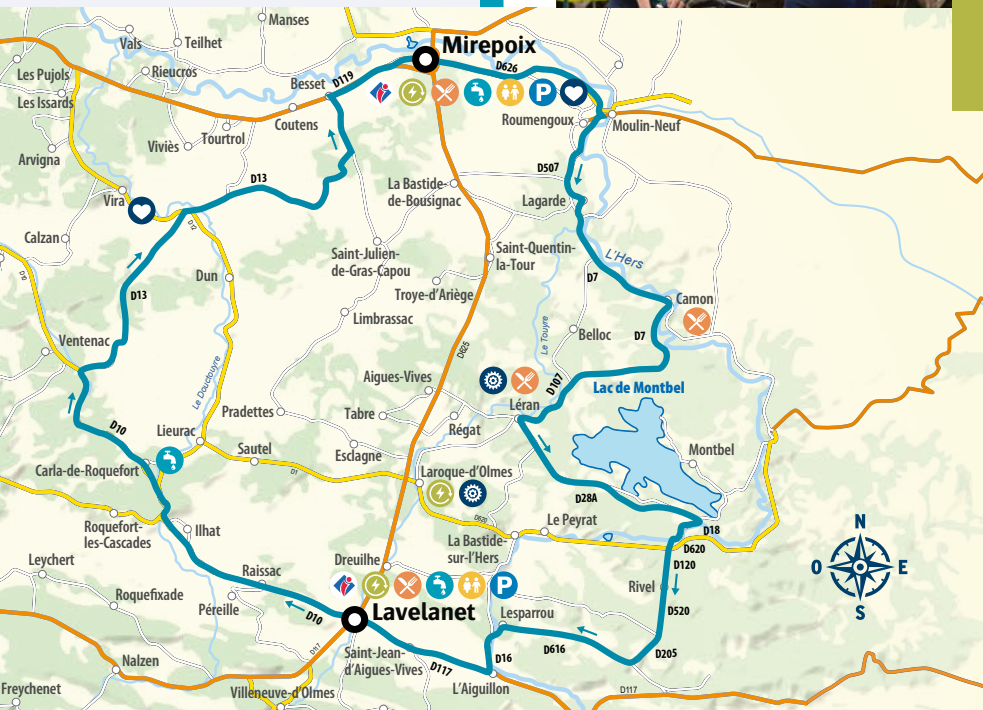 Manses
Vals
Teilhet
Mirepoix
Les Pujols
Rieucros
D119
D626
Besset
P
Les Issards
Coutens
Roumengoux
Moulin-Neuf
Tourtrol
Viviès
Arvigna
D507
D13
La Bastide-
de-Bousignac
Vira
Lagarde
D12
Calzan
Saint-Julien-
de-Gras-Capou
Saint-Quentin-
la-Tour
L'Hers
D10
Dun
D7
Troye-d'Ariège
D13
Camon
Limbrassac
Le Touyre
Belloc
D7
Ventenac
D625
Le Douctouyre
Aigues-Vives
D107
Lac de Montbel
Léran
Pradettes
Tabre
Régat
D10
Lieurac
Sautel
Esclagne
Montbel
Carla-de-Roquefort
D1
Laroque-d'Olmes
D28A
Roquefort-
les-Cascades
Ilhat
D620
Le Peyrat
D18
N
La Bastide-
sur-l'Hers
D620
Leychert
Dreuilhe
D120
O
E
Raissac
P
Rivel
Roquefixade
Péreille
D10
Lavelanet
Lesparrou
D520
S
D616
D205
Saint-Jean-
d'Aigues-Vives
D117
D16
Nalzen
D117
L'Aiguillon
D117
Freychenet
Villeneuve-d'Olmes